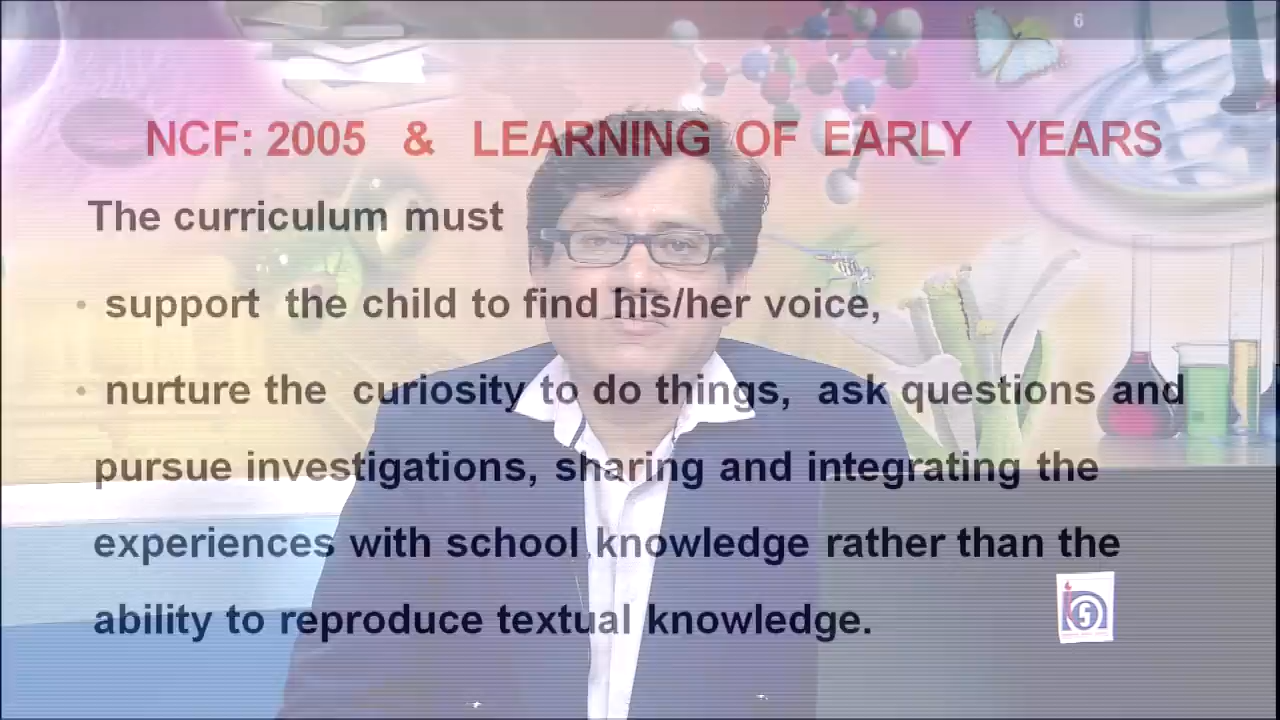 6
NCF: 2005 & LEARNING OF EARLY YEARS
The curriculum must
• support the child to find his/her voice,
• nurture the curiosity to do things, ask questions and
pursue investigations, sharing and integrating the
experiences with school knowledge rather than the
ability to reproduce textual knowledge.